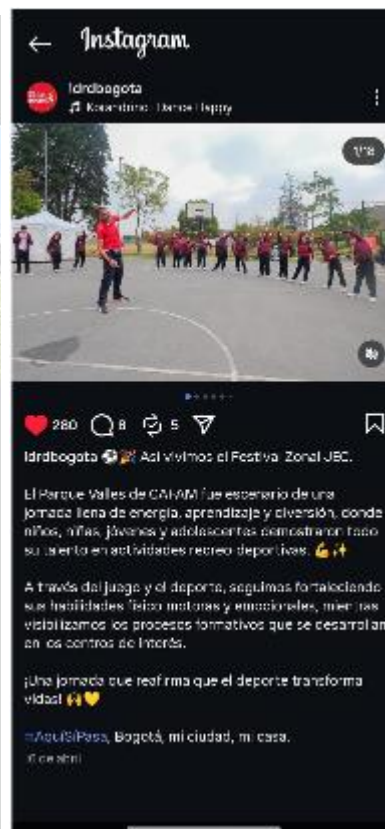 Instagram
idrdbogota
Kosandrino · Dance Happy
1/18
280 8 5
idrdbogota ⚽🎉 Así vivimos el Festival Zonal JEC.
El Parque Valles de CAFAM fue escenario de una
jornada llena de energía, aprendizaje y diversión, donde
niños, niñas, jóvenes y adolescentes demostraron todo
su talento en actividades recreo deportivas. 💪✨
A través del juego y el deporte, seguimos fortaleciendo
sus habilidades físico motoras y emocionales, mientras
visibilizamos los procesos formativos que se desarrollan
en los centros de interés.
¡Una jornada que reafirma que el deporte transforma
vidas! 🙌💛
#AquíSíPasa, Bogotá, mi ciudad, mi casa.
de abril